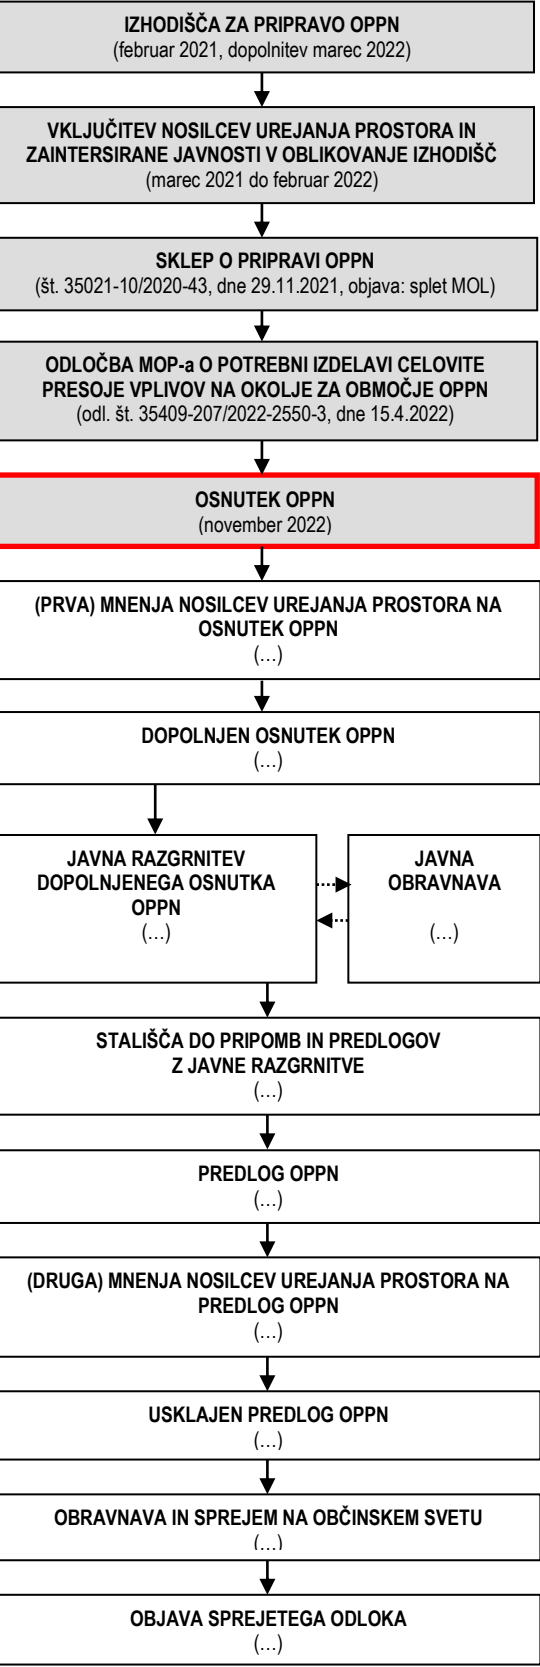 IZHODIŠČA ZA PRIPRAVO OPPN
(februar 2021, dopolnitev marec 2022)
VKLJUČITEV NOSILCEV UREJANJA PROSTORA IN
ZAINTERSIRANE JAVNOSTI V OBLIKOVANJE IZHODIŠČ
(marec 2021 do februar 2022)
SKLEP O PRIPRAVI OPPN
(št. 35021-10/2020-43, dne 29.11.2021, objava: splet MOL)
ODLOČBA MOP-a O POTREBNI IZDELAVI CELOVITE
PRESOJE VPLIVOV NA OKOLJE ZA OBMOČJE OPPN
(odl. št. 35409-207/2022-2550-3, dne 15.4.2022)
OSNUTEK OPPN
(november 2022)
(PRVA) MNENJA NOSILCEV UREJANJA PROSTORA NA
OSNUTEK OPPN
(…)
DOPOLNJEN OSNUTEK OPPN
(…)
JAVNA RAZGRNITEV
DOPOLNJENEGA OSNUTKA
OPPN
(…)
JAVNA
OBRAVNAVA
(…)
STALIŠČA DO PRIPOMB IN PREDLOGOV
Z JAVNE RAZGRNITVE
(…)
PREDLOG OPPN
(…)
(DRUGA) MNENJA NOSILCEV UREJANJA PROSTORA NA
PREDLOG OPPN
(…)
USKLAJEN PREDLOG OPPN
(…)
OBRAVNAVA IN SPREJEM NA OBČINSKEM SVETU
(…)
OBJAVA SPREJETEGA ODLOKA
(…)